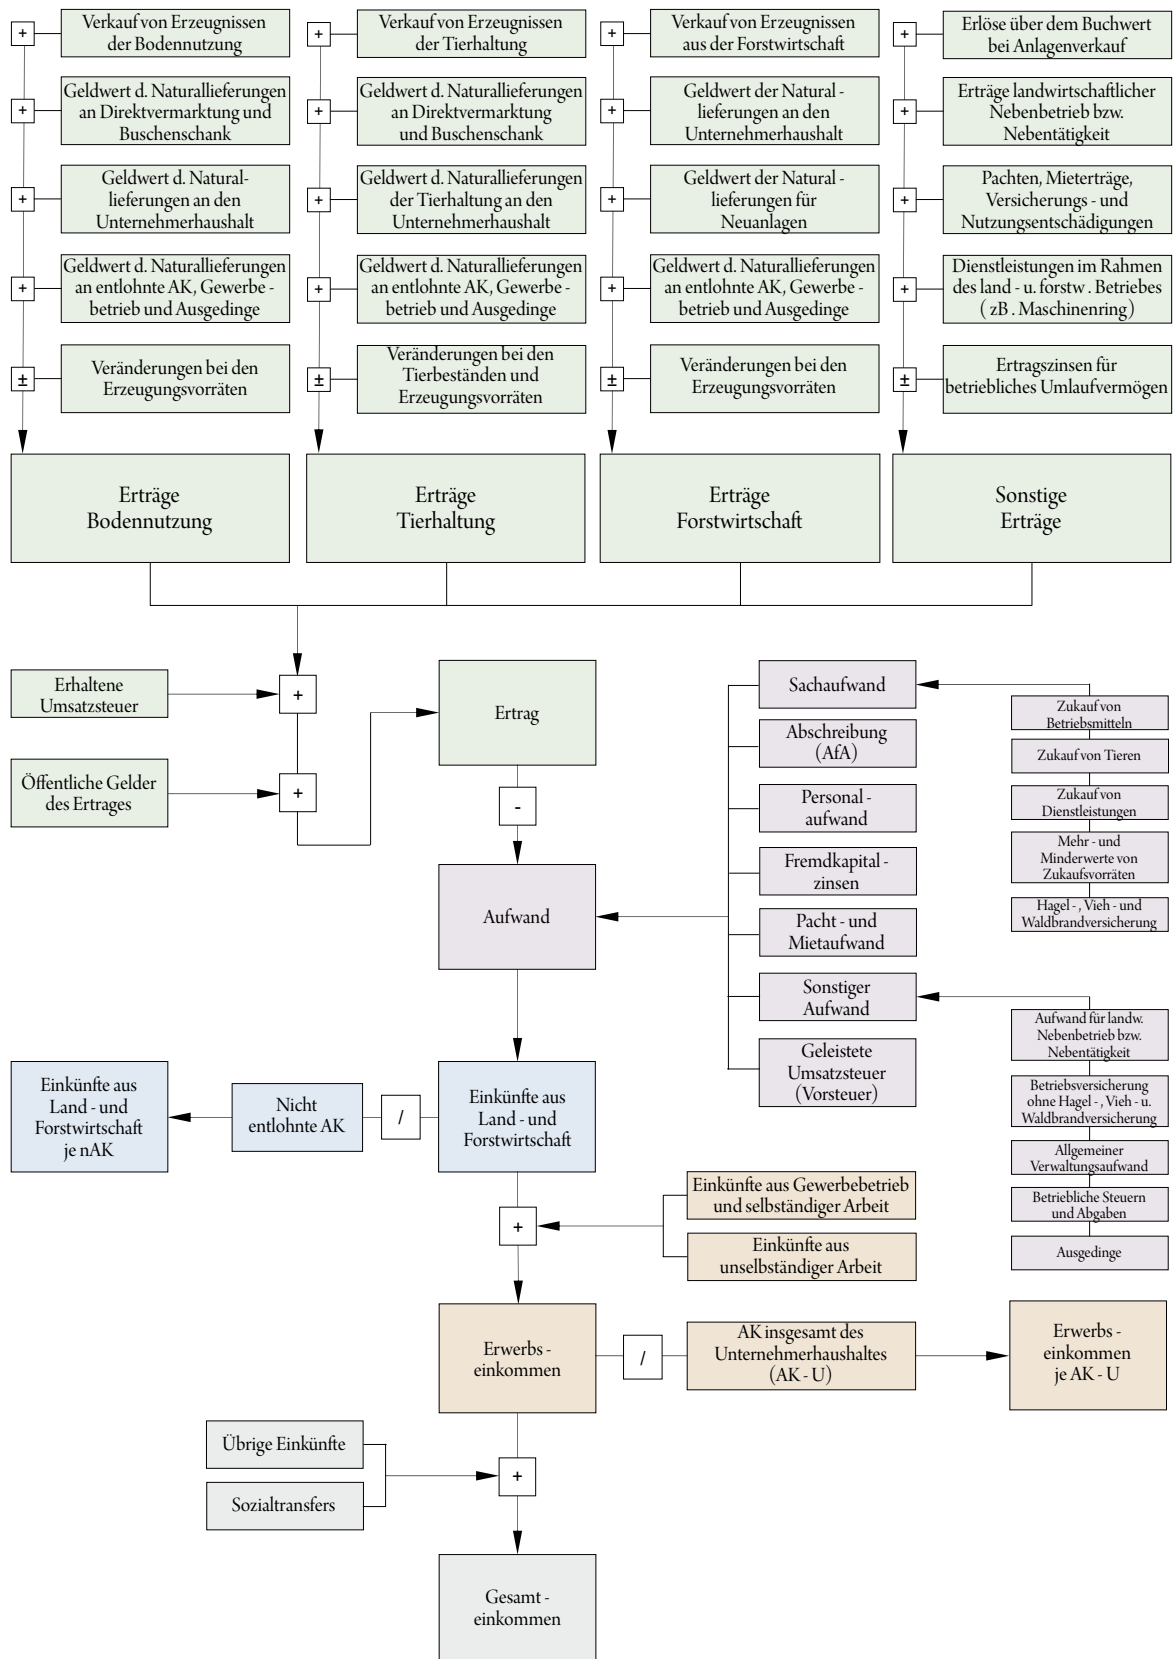 +
Verkauf von Erzeugnissen
der Bodennutzung
+
Geldwert d. Naturallieferungen
an Direktvermarktung und
Buschenschank
+
Geldwert d. Natural-
lieferungen an den
Unternehmerhaushalt
+
Geldwert d. Naturallieferungen
an entlohnte AK, Gewerbe -
betrieb und Ausgedinge
±
Veränderungen bei den
Erzeugungsvorräten
Erträge
Bodennutzung
+
Verkauf von Erzeugnissen
der Tierhaltung
+
Geldwert d. Naturallieferungen
an Direktvermarktung
und Buschenschank
+
Geldwert d. Naturallieferungen
der Tierhaltung an den
Unternehmerhaushalt
+
Geldwert d. Naturallieferungen
an entlohnte AK, Gewerbe -
betrieb und Ausgedinge
±
Veränderungen bei den
Tierbeständen und
Erzeugungsvorräten
Erträge
Tierhaltung
+
Verkauf von Erzeugnissen
aus der Forstwirtschaft
+
Geldwert der Natural -
lieferungen an den
Unternehmerhaushalt
+
Geldwert der Natural -
lieferungen für
Neuanlagen
+
Geldwert d. Naturallieferungen
an entlohnte AK, Gewerbe -
betrieb und Ausgedinge
±
Veränderungen bei den
Erzeugungsvorräten
Erträge
Forstwirtschaft
+
Erlöse über dem Buchwert
bei Anlagenverkauf
+
Erträge landwirtschaftlicher
Nebenbetrieb bzw.
Nebentätigkeit
+
Pachten, Mieterträge,
Versicherungs - und
Nutzungsentschädigungen
+
Dienstleistungen im Rahmen
des land - u. forstw . Betriebes
( zB . Maschinenring)
±
Ertragszinsen für
betriebliches Umlaufvermögen
Sonstige
Erträge
Erhaltene
Umsatzsteuer
+
Öffentliche Gelder
des Ertrages
+
Ertrag
-
Aufwand
Sachaufwand
Abschreibung
(AfA)
Personal -
aufwand
Fremdkapital -
zinsen
Pacht - und
Mietaufwand
Sonstiger
Aufwand
Geleistete
Umsatzsteuer
(Vorsteuer)
Zukauf von
Betriebsmitteln
Zukauf von Tieren
Zukauf von
Dienstleistungen
Mehr - und
Minderwerte von
Zukaufsvorräten
Hagel - , Vieh - und
Waldbrandversicherung
Aufwand für landw.
Nebenbetrieb bzw.
Nebentätigkeit
Betriebsversicherung
ohne Hagel - , Vieh - u.
Waldbrandversicherung
Allgemeiner
Verwaltungsaufwand
Betriebliche Steuern
und Abgaben
Ausgedinge
Einkünfte aus
Land - und
Forstwirtschaft
je nAK
Nicht
entlohnte AK
/
Einkünfte aus
Land - und
Forstwirtschaft
+
Einkünfte aus Gewerbebetrieb
und selbständiger Arbeit
Einkünfte aus
unselbständiger Arbeit
Erwerbs -
einkommen
/
AK insgesamt des
Unternehmerhaushaltes
(AK - U)
Erwerbs -
einkommen
je AK - U
Übrige Einkünfte
Sozialtransfers
+
Gesamt -
einkommen